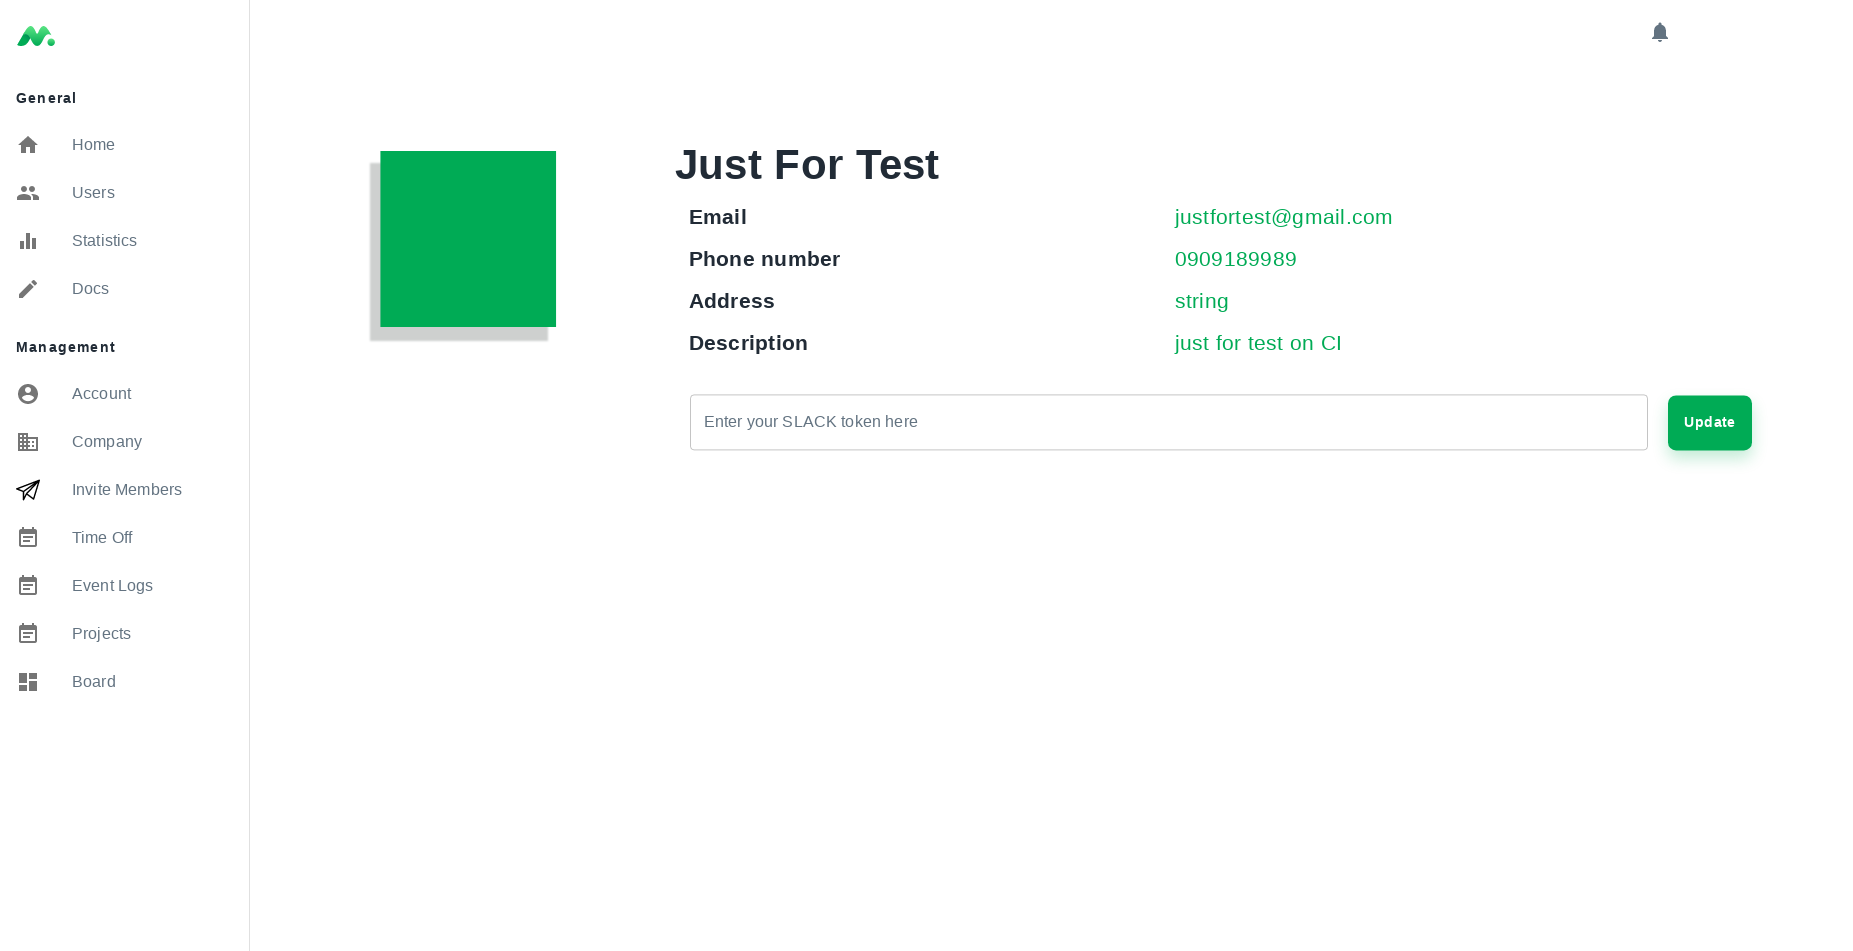 General
Home
Users
Statistics
Docs
Management
Account
Company
Invite Members
Time Off
Event Logs
Projects
Board
Just For Test
Email justfortest@gmail.com
Phone number 0909189989
Address string
Description just for test on CI
Enter your SLACK token here Update